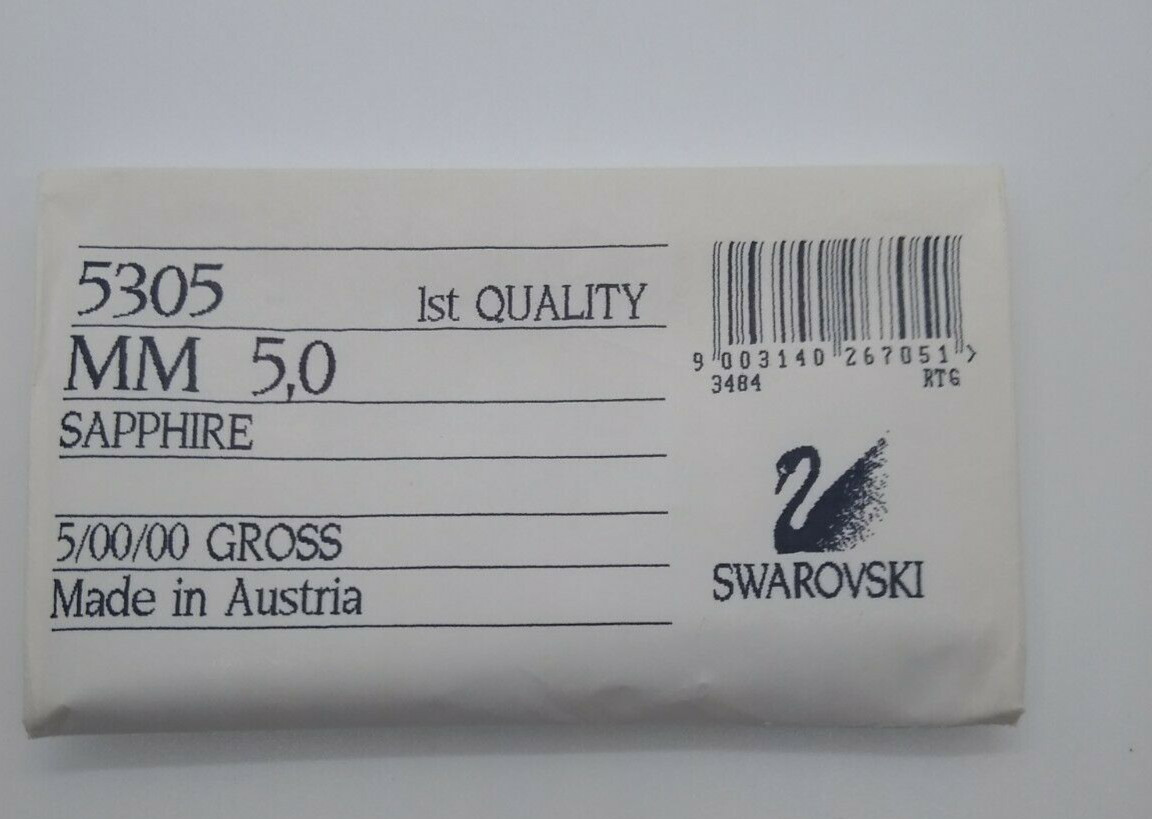 5305 1st QUALITY
MM 5,0
SAPPHIRE
5/00/00 GROSS
Made in Austria
9 003140 267051 >
3484 RTG
SWAROVSKI